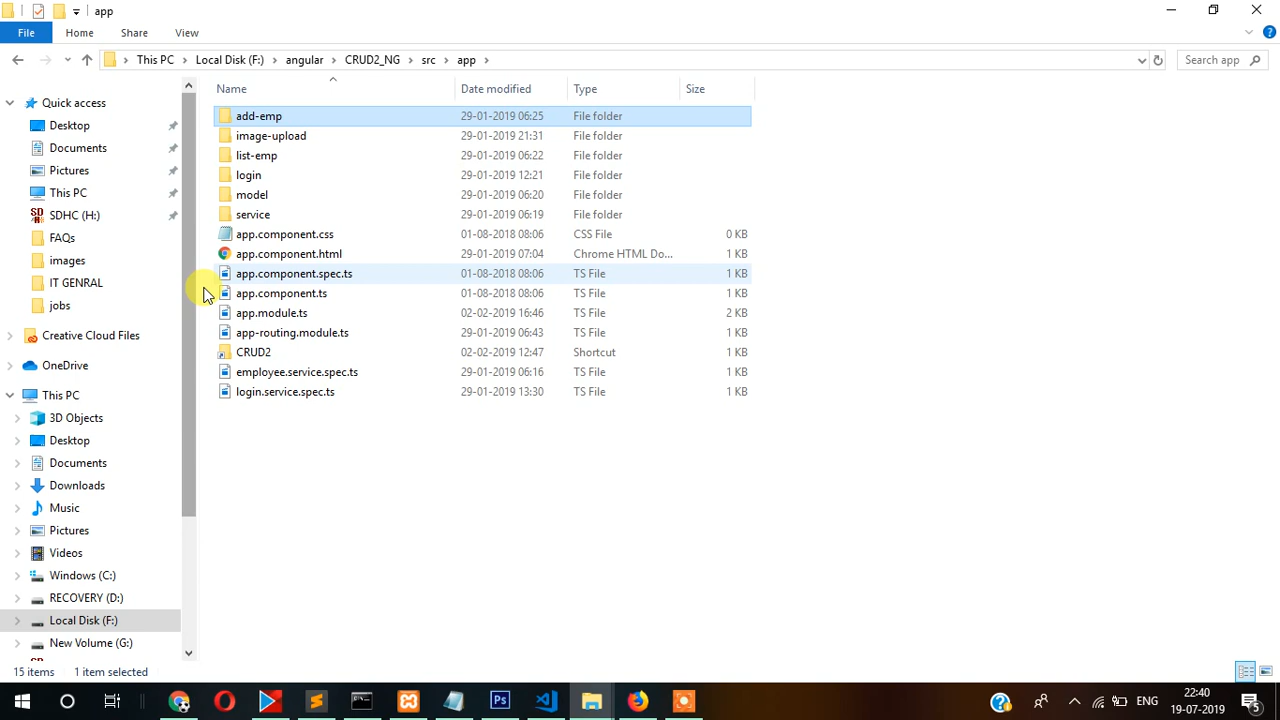 app
File Home Share View
This PC Local Disk (F:) angular CRUD2_NG src app Search app
Name Date modified Type Size
Quick access
Desktop
Documents
Pictures
This PC
SDHC (H:)
FAQs
images
IT GENRAL
jobs
Creative Cloud Files
OneDrive
This PC
3D Objects
Desktop
Documents
Downloads
Music
Pictures
Videos
Windows (C:)
RECOVERY (D:)
Local Disk (F:)
New Volume (G:)
add-emp 29-01-2019 06:25 File folder
image-upload 29-01-2019 21:31 File folder
list-emp 29-01-2019 06:22 File folder
login 29-01-2019 12:21 File folder
model 29-01-2019 06:20 File folder
service 29-01-2019 06:19 File folder
app.component.css 01-08-2018 08:06 CSS File 0 KB
app.component.html 29-01-2019 07:04 Chrome HTML Do... 1 KB
app.component.spec.ts 01-08-2018 08:06 TS File 1 KB
app.component.ts 01-08-2018 08:06 TS File 1 KB
app.module.ts 02-02-2019 16:46 TS File 2 KB
app-routing.module.ts 29-01-2019 06:43 TS File 1 KB
CRUD2 02-02-2019 12:47 Shortcut 1 KB
employee.service.spec.ts 29-01-2019 06:16 TS File 1 KB
login.service.spec.ts 29-01-2019 13:30 TS File 1 KB
15 items 1 item selected
Ps
ENG
22:40
19-07-2019
5